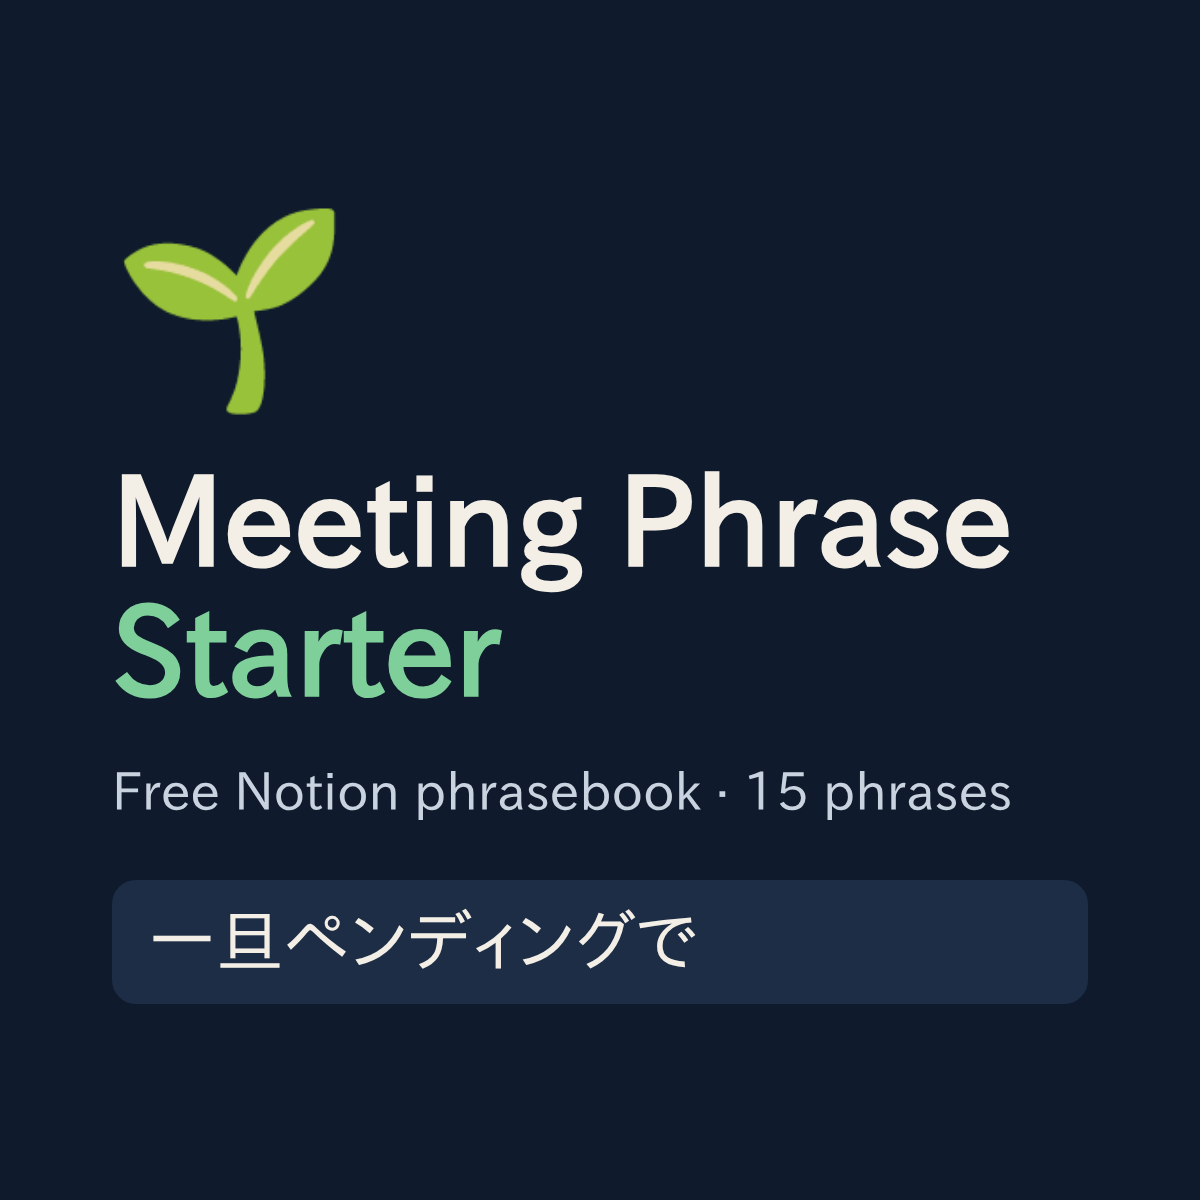 Meeting Phrase
Starter
Free Notion phrasebook · 15 phrases
一旦ペンディングで